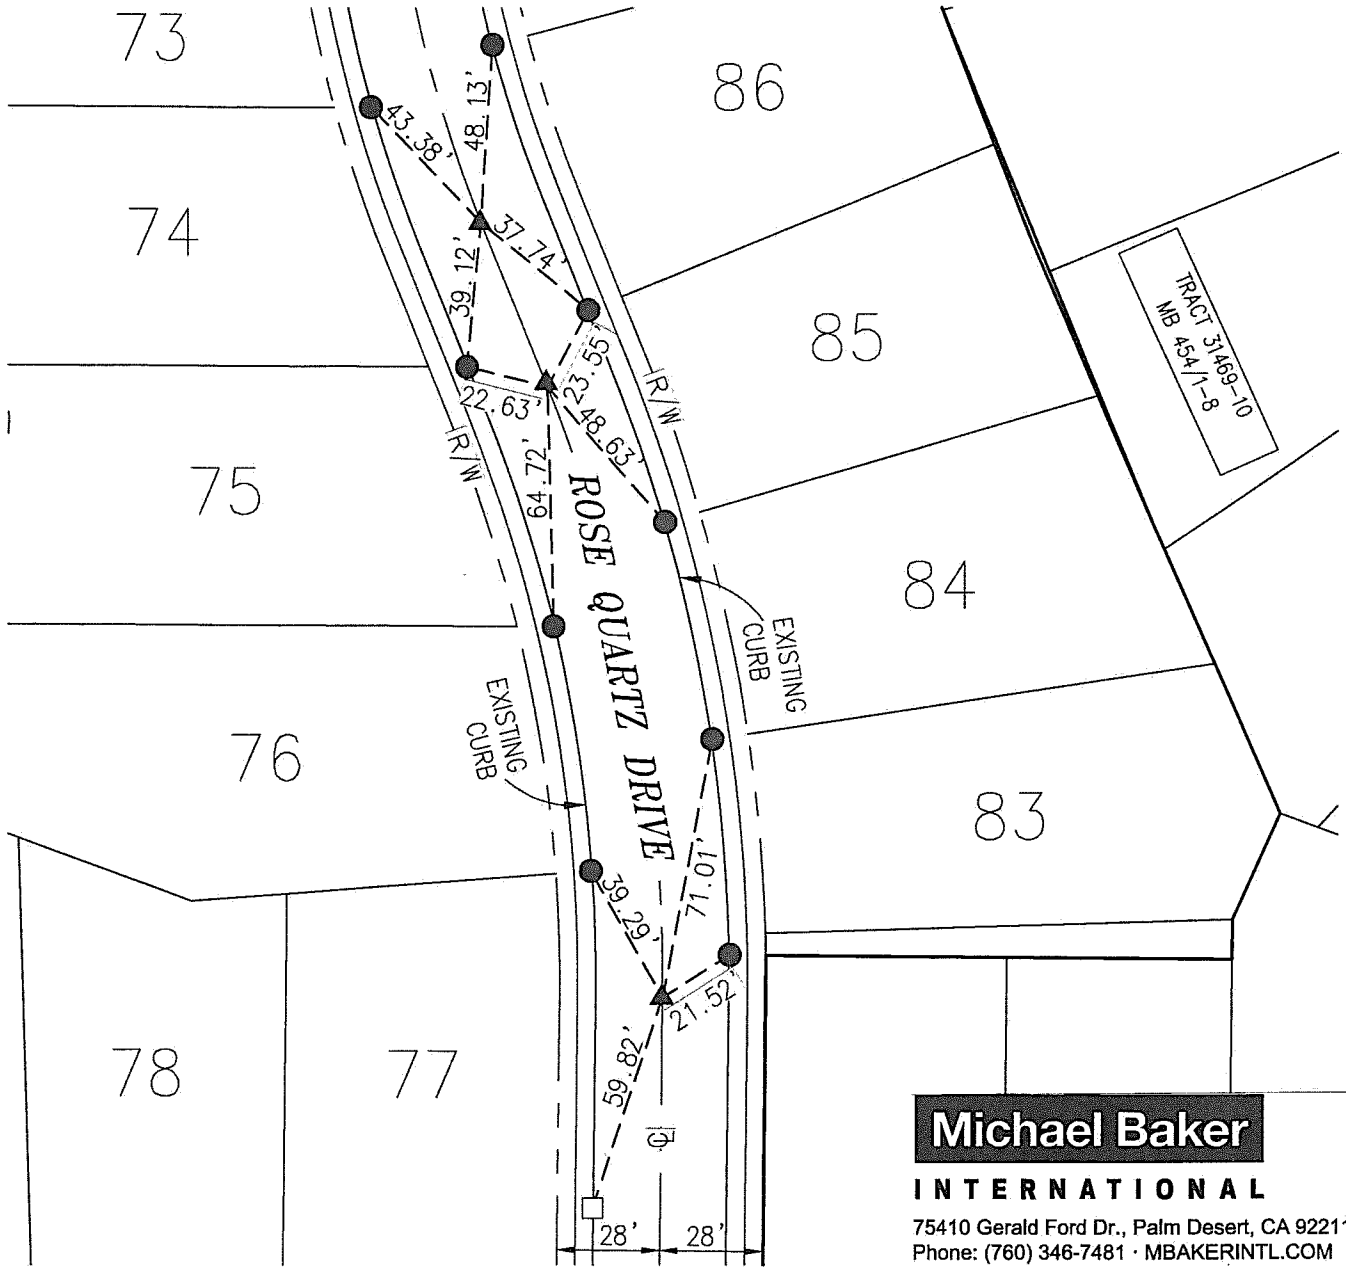 73
86
48.13'
43.38'
74
37.74'
39.12'
TRACT 31469-10
MB 454/1-8
85
23.55'
22.63'
R/W
R/W
48.63'
64.72'
75
ROSE QUARTZ DRIVE
84
EXISTING
CURB
EXISTING
CURB
76
83
71.01'
39.29'
21.52'
59.82'
78
77
℄
28'
28'
Michael Baker
INTERNATIONAL
75410 Gerald Ford Dr., Palm Desert, CA 92211
Phone: (760) 346-7481 · MBAKERINTL.COM